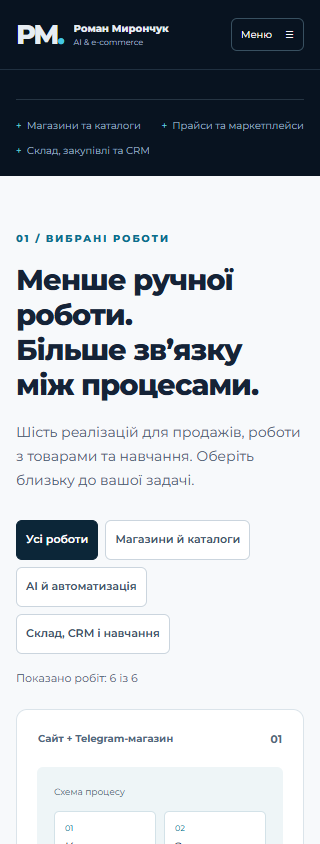 РМ.
Роман Мирончук
AI & e-commerce
Меню ☰
+ Магазини та каталоги
+ Прайси та маркетплейси
+ Склад, закупівлі та CRM
01 / ВИБРАНІ РОБОТИ
Менше ручної
роботи.
Більше зв’язку
між процесами.
Шість реалізацій для продажів, роботи
з товарами та навчання. Оберіть
близьку до вашої задачі.
Усі роботи
Магазини й каталоги
AI й автоматизація
Склад, CRM і навчання
Показано робіт: 6 із 6
Сайт + Telegram-магазин
01
Схема процесу
01
02